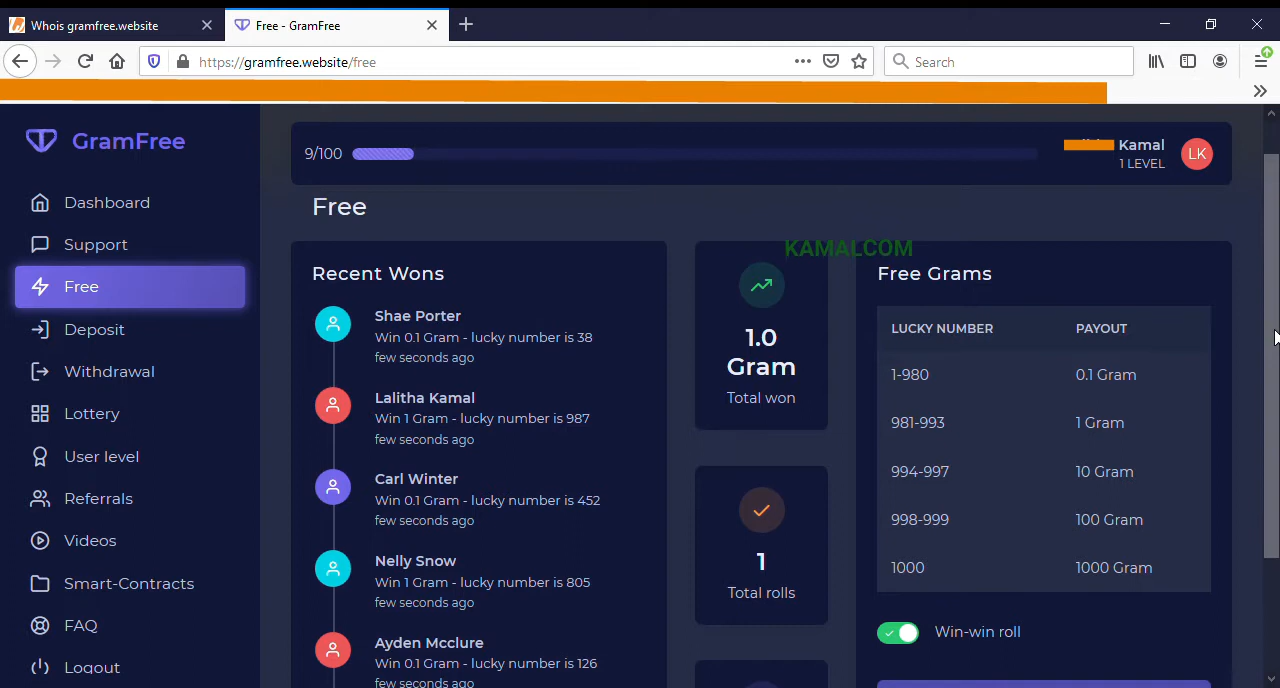 Whois gramfree.website
Free - GramFree
https://gramfree.website/free
Search
GramFree
Dashboard
Support
Free
Deposit
Withdrawal
Lottery
User level
Referrals
Videos
Smart-Contracts
FAQ
Logout
9/100
Kamal
1 LEVEL
LK
Free
KAMALCOM
Recent Wons
Shae Porter
Win 0.1 Gram - lucky number is 38
few seconds ago
Lalitha Kamal
Win 1 Gram - lucky number is 987
few seconds ago
Carl Winter
Win 0.1 Gram - lucky number is 452
few seconds ago
Nelly Snow
Win 1 Gram - lucky number is 805
few seconds ago
Ayden Mcclure
Win 0.1 Gram - lucky number is 126
few seconds ago
1.0
Gram
Total won
1
Total rolls
Free Grams
LUCKY NUMBER PAYOUT
1-980 0.1 Gram
981-993 1 Gram
994-997 10 Gram
998-999 100 Gram
1000 1000 Gram
Win-win roll